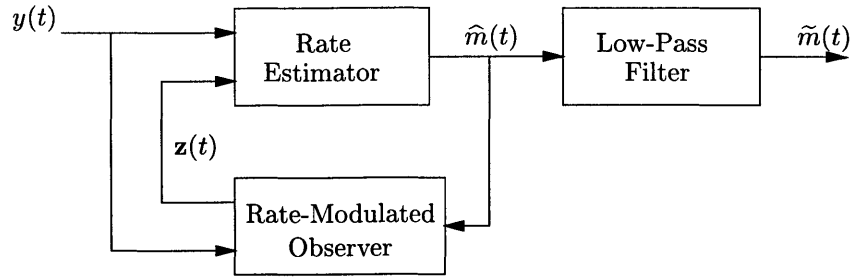 y(t)
Rate
Estimator
m̂(t)
Low-Pass
Filter
m̃(t)
z(t)
Rate-Modulated
Observer